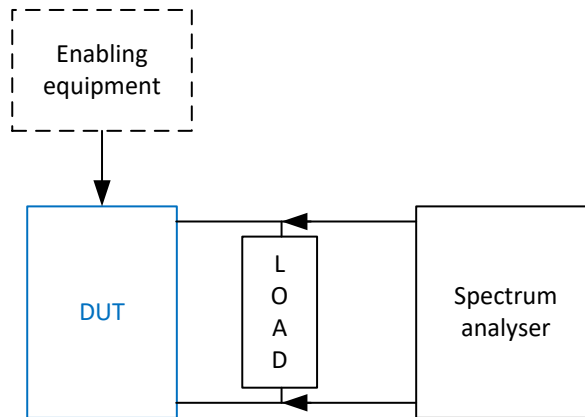 Enabling
equipment
DUT
L
O
A
D
Spectrum
analyser